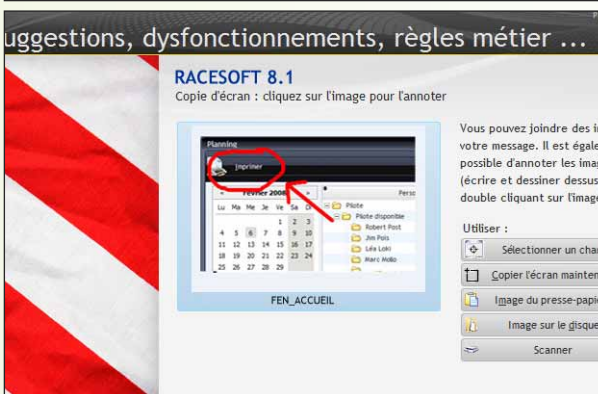 uggestions, dysfonctionnements, règles métier ...
RACESOFT 8.1
Copie d'écran : cliquez sur l'image pour l'annoter
Planning
Imprimer
Février 2008
Perso
Lu Ma Me Je Ve Sa Di
1 2 3
4 5 6 7 8 9 10
11 12 13 14 15 16 17
18 19 20 21 22 23 24
25 26 27 28 29
Pilote
Pilote disponible
Robert Post
Jim Pols
Léa Loki
Marc Molio
FEN_ACCUEIL
Vous pouvez joindre des i
votre message. Il est égale
possible d'annoter les imag
(écrire et dessiner dessus
double cliquant sur l'image
Utiliser :
Sélectionner un cha
Copier l'écran mainten
Image du presse-papi
Image sur le disque
Scanner